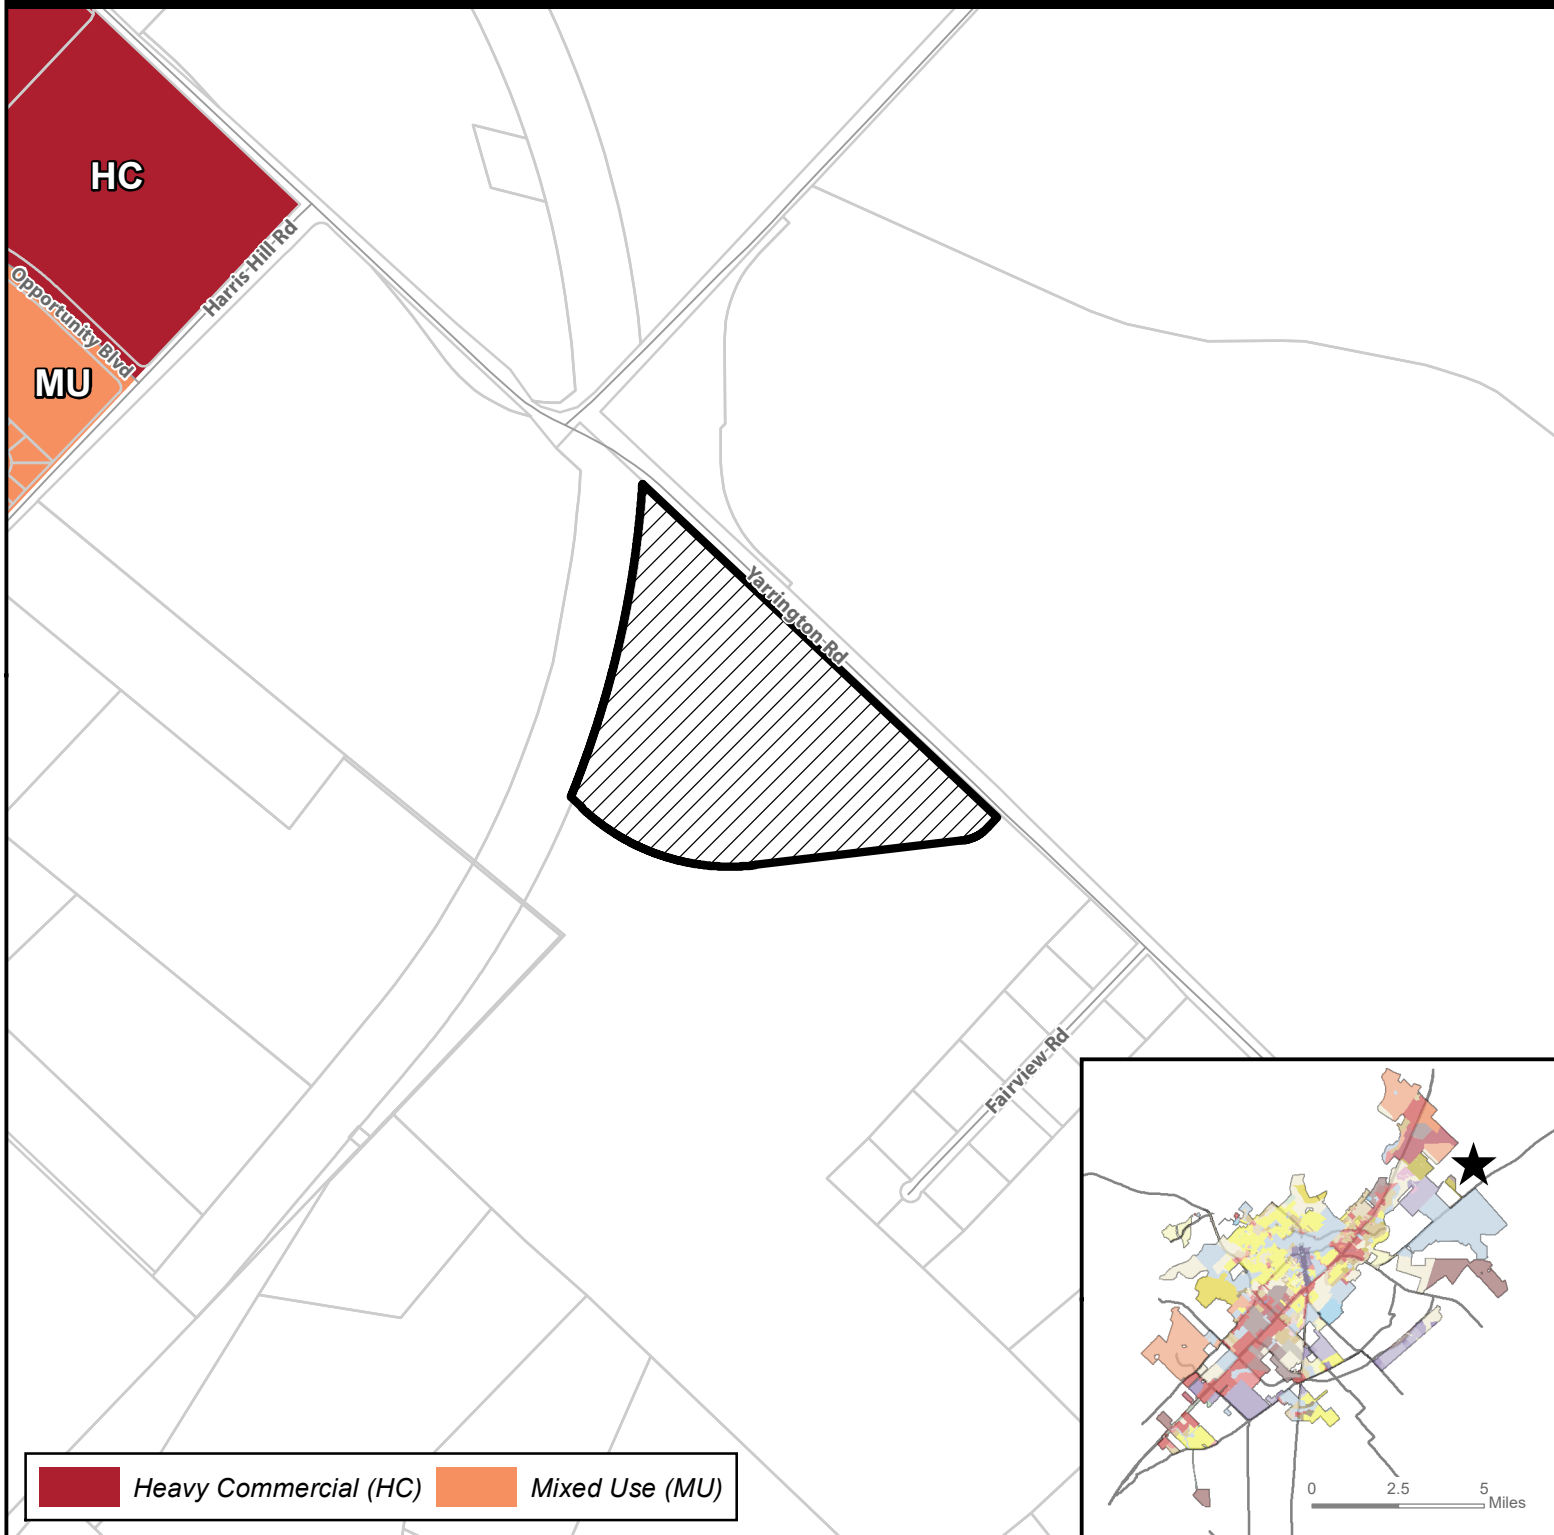 HC
Harris Hill Rd
Opportunity Blvd
MU
Yarrington Rd
Fairview Rd
Heavy Commercial (HC)
Mixed Use (MU)
0 2.5 5
Miles